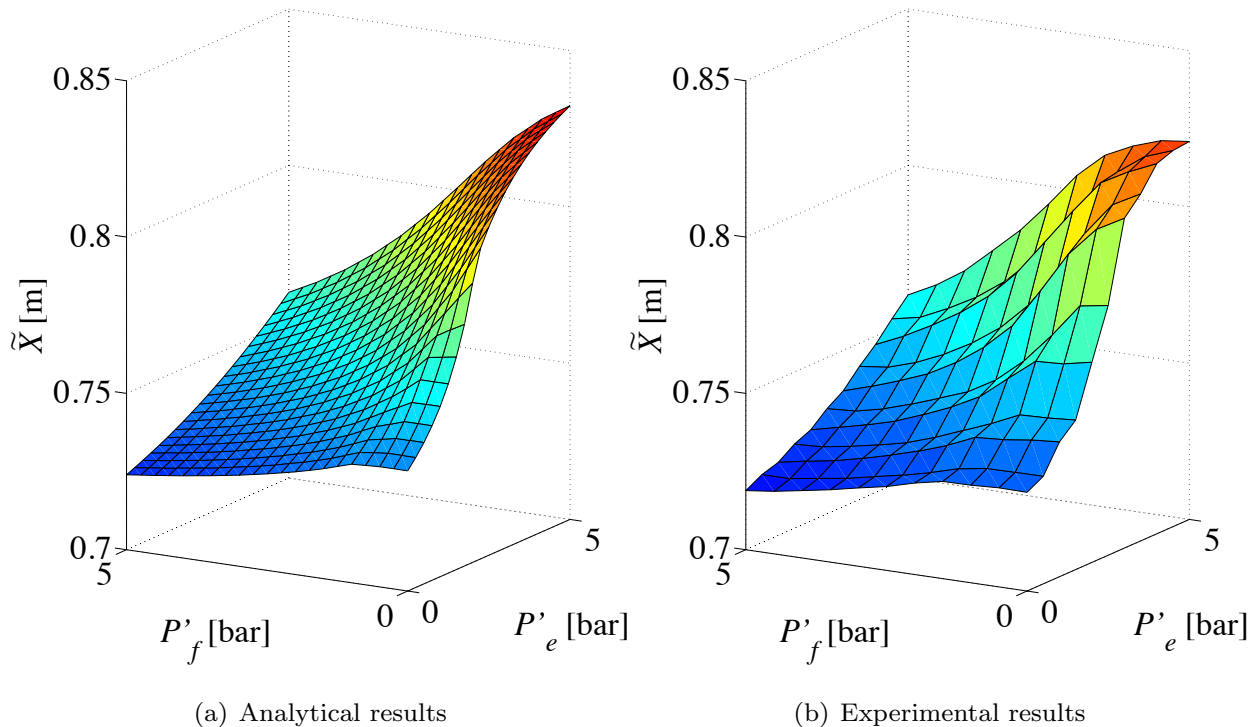 0.85
0.8
0.75
0.7
X̃ [m]
5
0
0
5
P'f [bar]
P'e [bar]
(a) Analytical results
0.85
0.8
0.75
0.7
X̃ [m]
5
0
0
5
P'f [bar]
P'e [bar]
(b) Experimental results